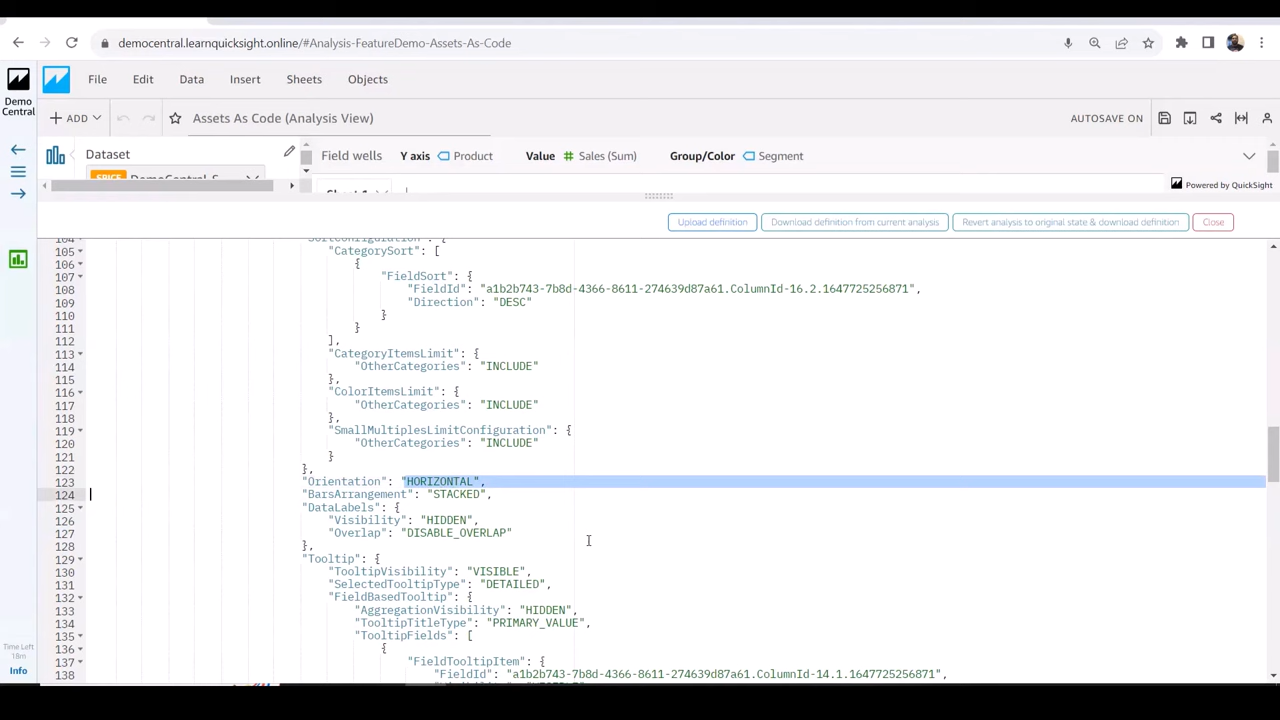 democentral.learnquicksight.online/#Analysis-FeatureDemo-Assets-As-Code
Demo Central
File Edit Data Insert Sheets Objects
ADD Assets As Code (Analysis View) AUTOSAVE ON
Dataset Field wells Y axis Product Value # Sales (Sum) Group/Color Segment
SPICE
Sheet 1
Powered by QuickSight
Upload definition Download definition from current analysis Revert analysis to original state & download definition Close
104 "SortConfiguration": {
105 "CategorySort": [
106 {
107 "FieldSort": {
108 "FieldId": "a1b2b743-7b8d-4366-8611-274639d87a61.ColumnId-16.2.1647725256871",
109 "Direction": "DESC"
110 }
111 }
112 ],
113 "CategoryItemsLimit": {
114 "OtherCategories": "INCLUDE"
115 },
116 "ColorItemsLimit": {
117 "OtherCategories": "INCLUDE"
118 },
119 "SmallMultiplesLimitConfiguration": {
120 "OtherCategories": "INCLUDE"
121 }
122 },
123 "Orientation": "HORIZONTAL",
124 "BarsArrangement": "STACKED",
125 "DataLabels": {
126 "Visibility": "HIDDEN",
127 "Overlap": "DISABLE_OVERLAP"
128 },
129 "Tooltip": {
130 "TooltipVisibility": "VISIBLE",
131 "SelectedTooltipType": "DETAILED",
132 "FieldBasedTooltip": {
133 "AggregationVisibility": "HIDDEN",
134 "TooltipTitleType": "PRIMARY_VALUE",
135 "TooltipFields": [
136 {
137 "FieldTooltipItem": {
138 "FieldId": "a1b2b743-7b8d-4366-8611-274639d87a61.ColumnId-14.1.1647725256871",
Time Left
18m
Info